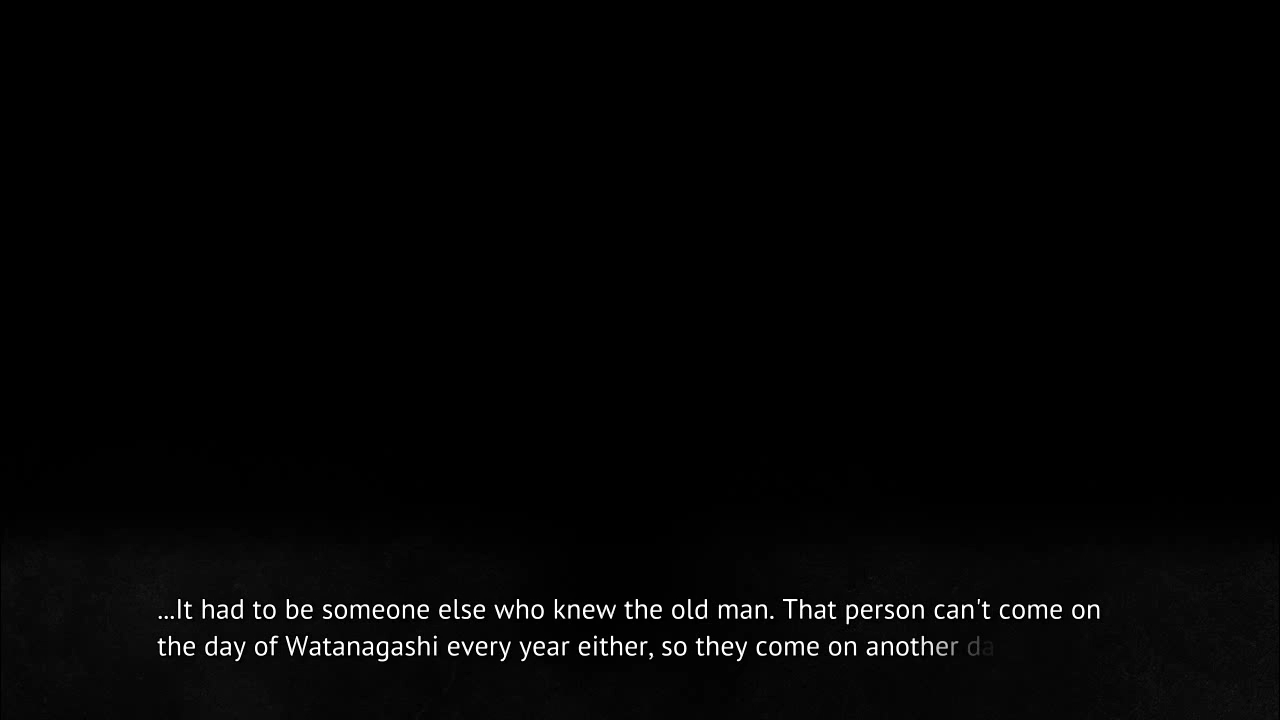 ...It had to be someone else who knew the old man. That person can't come on
the day of Watanagashi every year either, so they come on another da